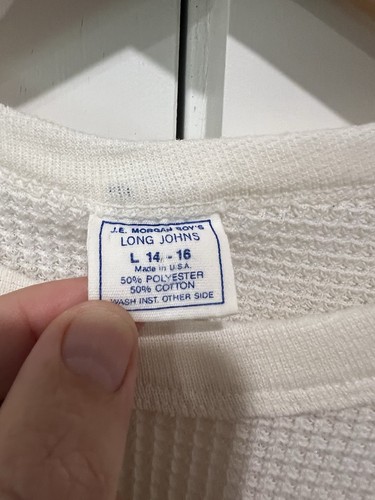 J.E. MORGAN BOY'S
LONG JOHNS
L 14 - 16
Made in U.S.A.
50% POLYESTER
50% COTTON
WASH INST. OTHER SIDE